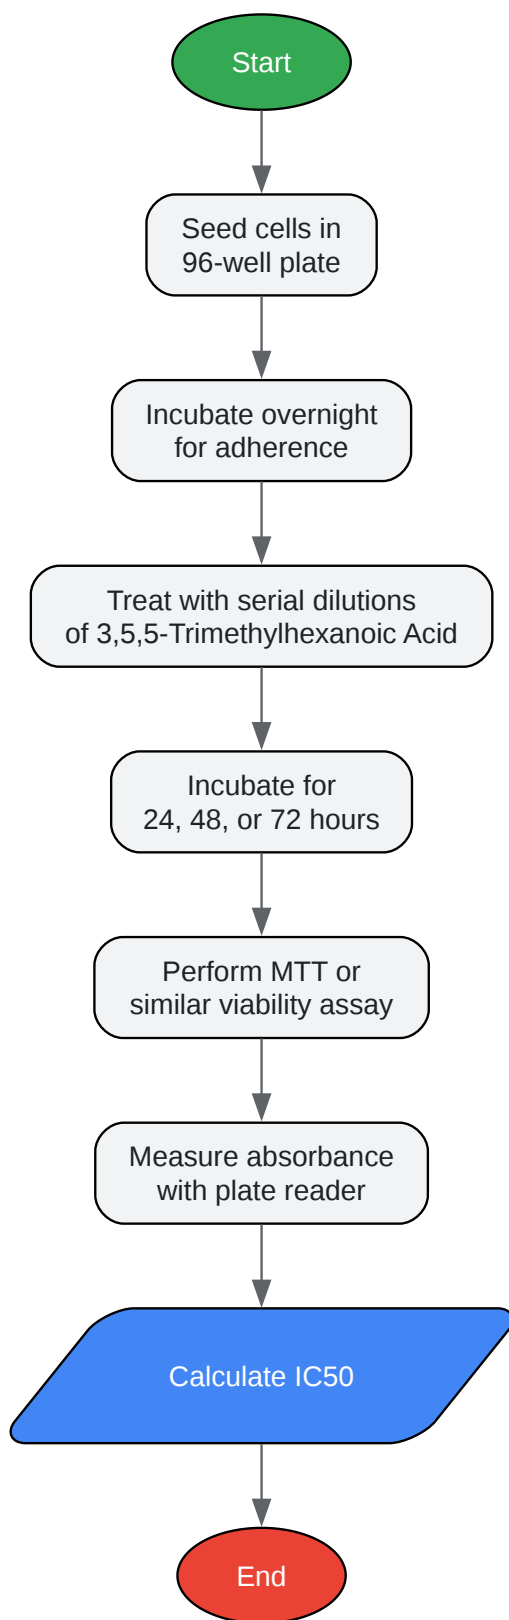 Start
Seed cells in
96-well plate
Incubate overnight
for adherence
Treat with serial dilutions
of 3,5,5-Trimethylhexanoic Acid
Incubate for
24, 48, or 72 hours
Perform MTT or
similar viability assay
Measure absorbance
with plate reader
Calculate IC50
End